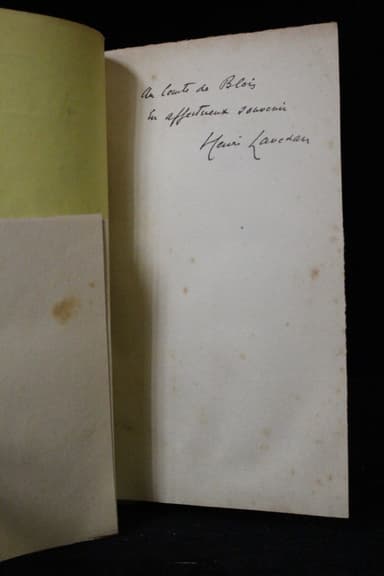 Au Comte de Blois
En affectueux souvenir
Henri Lavedan